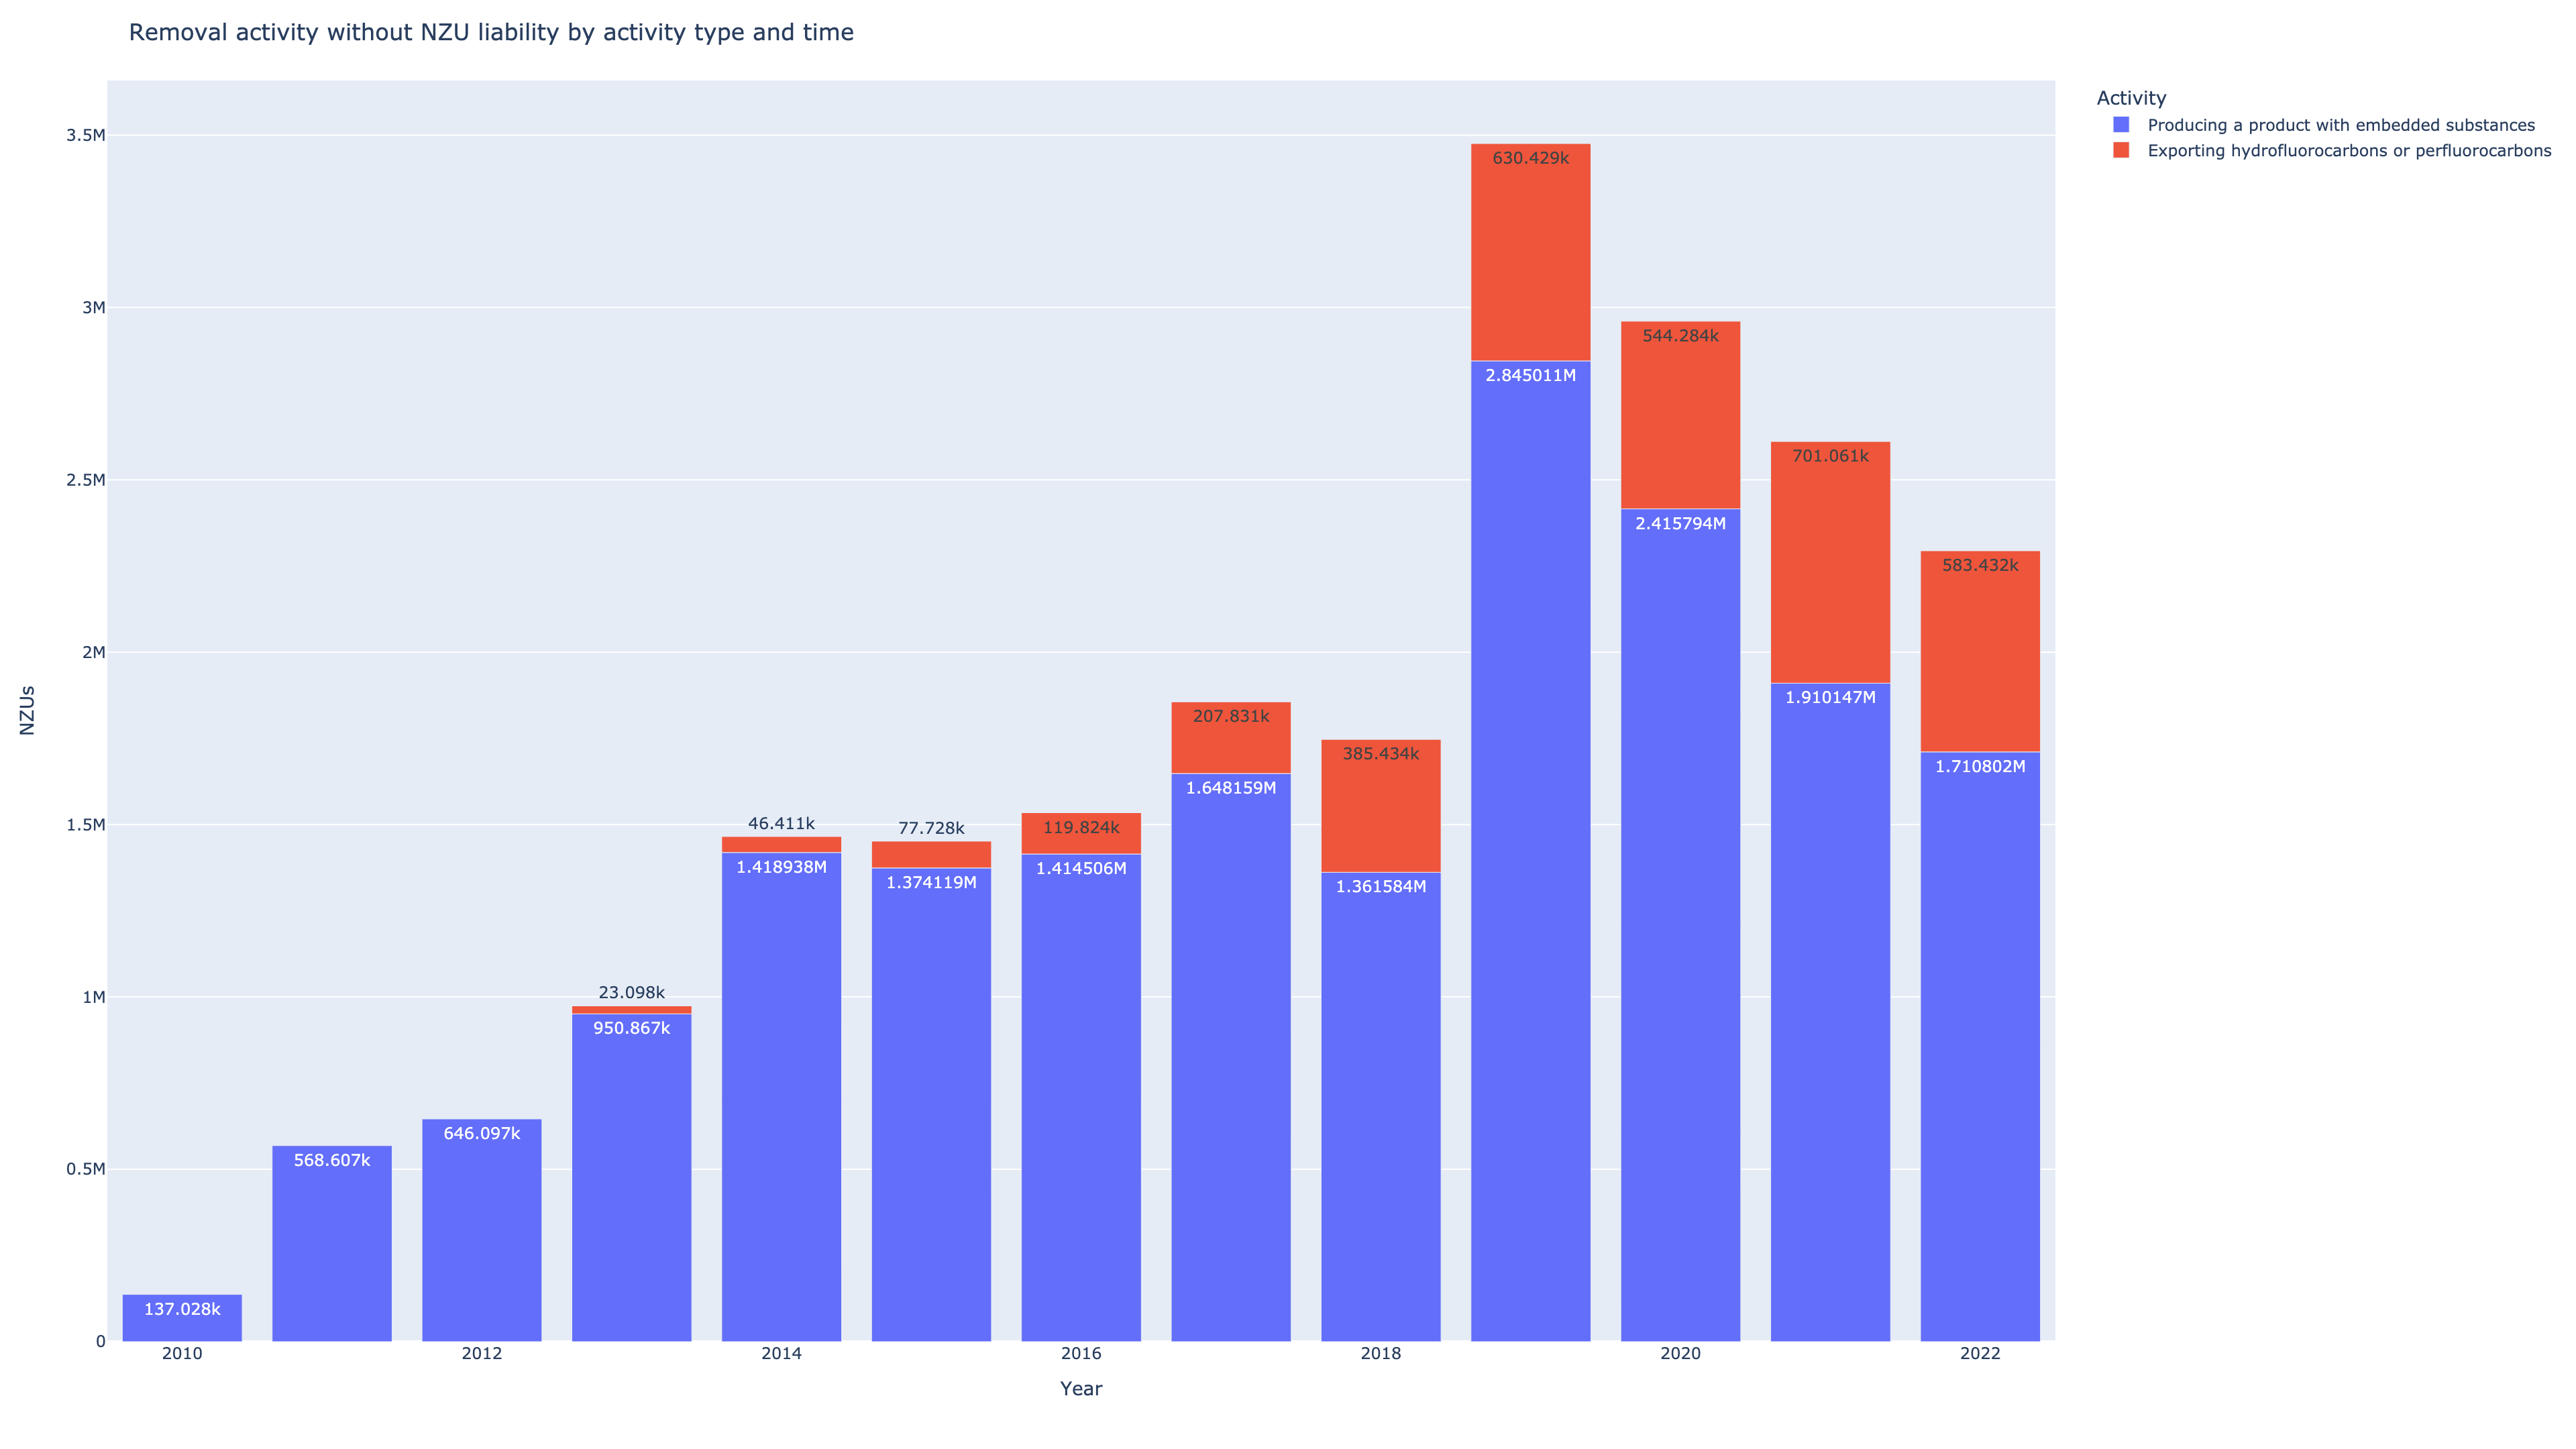 Removal activity without NZU liability by activity type and time
Activity
Producing a product with embedded substances
Exporting hydrofluorocarbons or perfluorocarbons
3.5M
3M
2.5M
2M
1.5M
1M
0.5M
0
NZUs
137.028k
568.607k
646.097k
23.098k
950.867k
46.411k
1.418938M
77.728k
1.374119M
119.824k
1.414506M
207.831k
1.648159M
385.434k
1.361584M
630.429k
2.845011M
544.284k
2.415794M
701.061k
1.910147M
583.432k
1.710802M
2010 2012 2014 2016 2018 2020 2022
Year